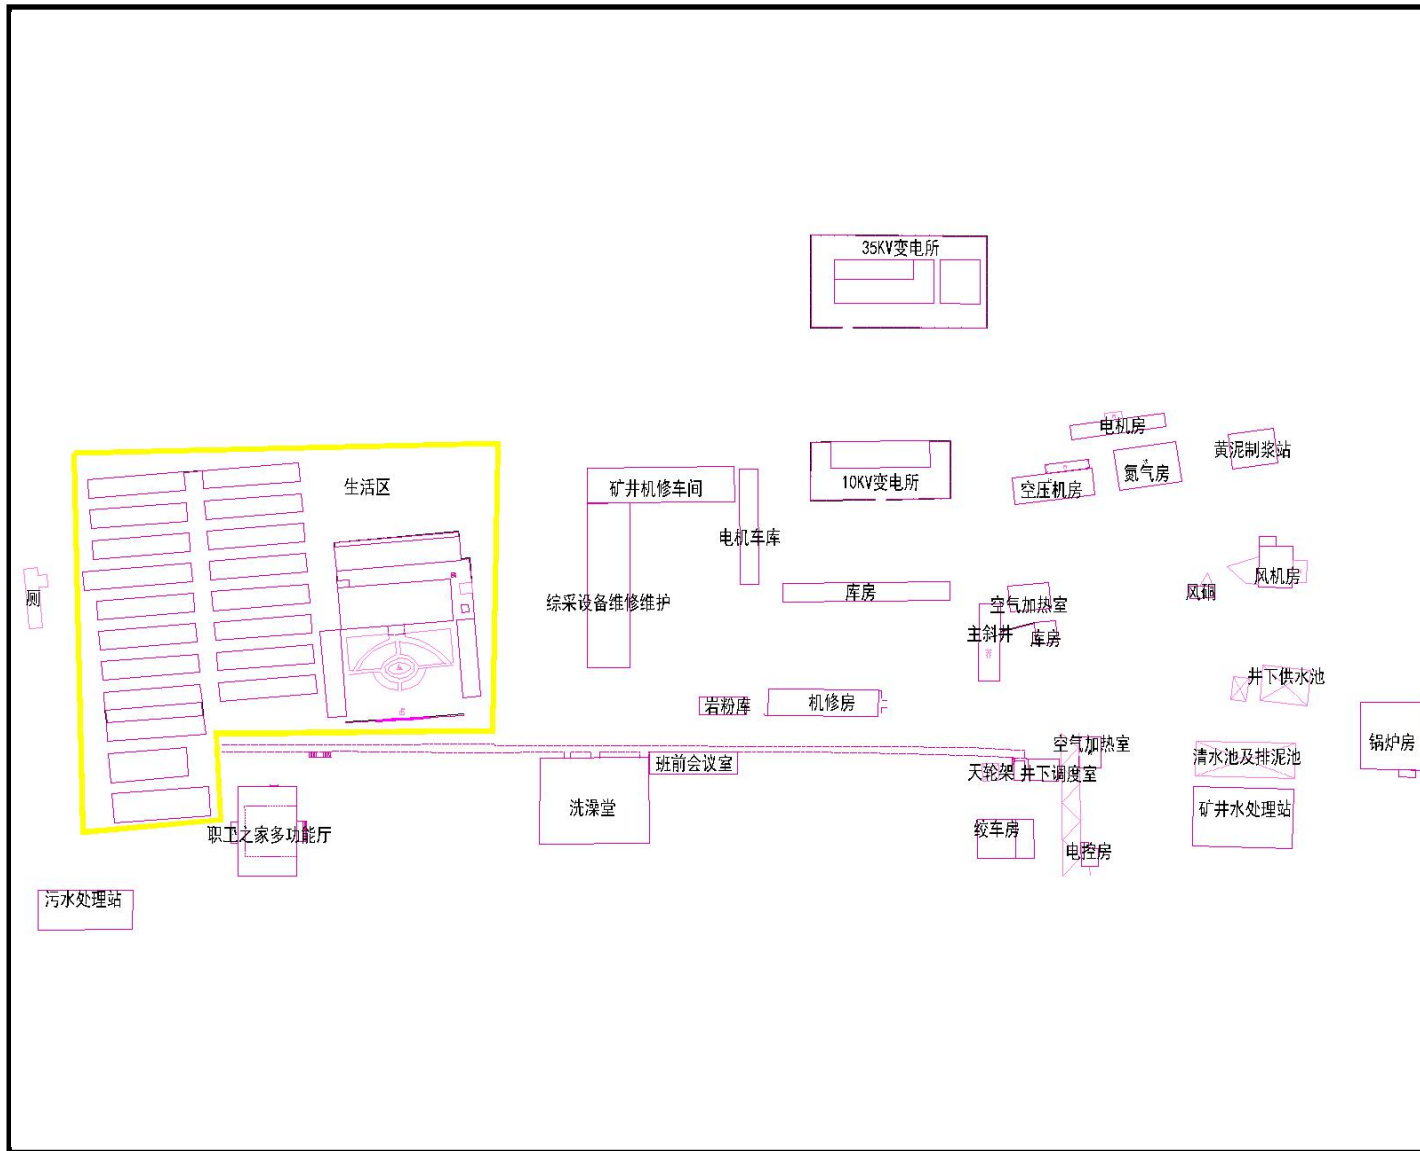 35KV变电所
电机房
黄泥制浆站
氮气房
空压机房
10KV变电所
矿井机修车间
生活区
电机车库
风机房
风硐
库房
空气加热室
综采设备维修维护
厕
主斜井
库房
井下供水池
岩粉库
机修房
空气加热室
锅炉房
清水池及排泥池
班前会议室
天轮架
井下调度室
洗澡堂
矿井水处理站
绞车房
职工之家多功能厅
电控房
污水处理站